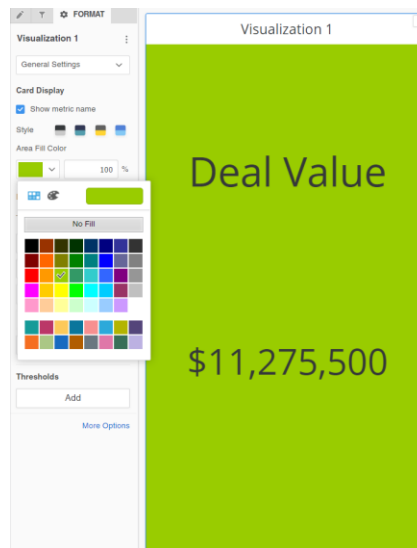 FORMAT
Visualization 1
General Settings
Card Display
Show metric name
Style
Area Fill Color
100 %
No Fill
Thresholds
Add
More Options
Visualization 1
Deal Value
$11,275,500